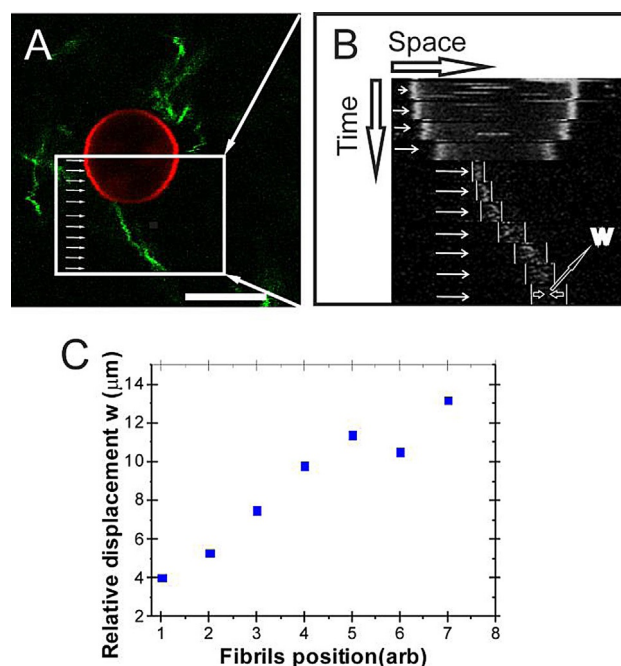 A
B
Space
Time
W
C
Relative displacement w (μm)
14
12
10
8
6
4
2
1 2 3 4 5 6 7 8
Fibrils position(arb)